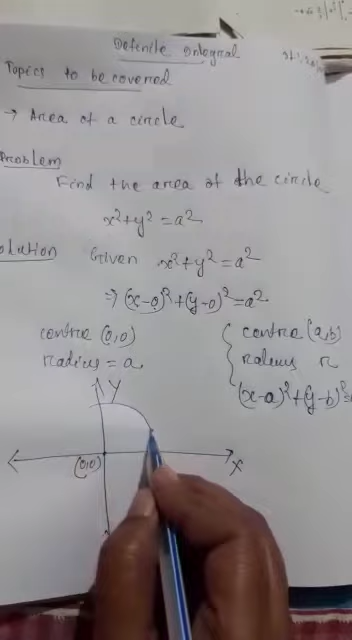 Definite Integral
Topics to be covered
→ Area of a circle
Problem
Find the area of the circle
x²+y²=a²
Solution Given x²+y²=a²
⇒ (x-0)²+(y-0)²=a²
centre (0,0)
radius = a
centre (a,b)
radius r
(x-a)²+(y-b)²=
Y
(0,0)
X